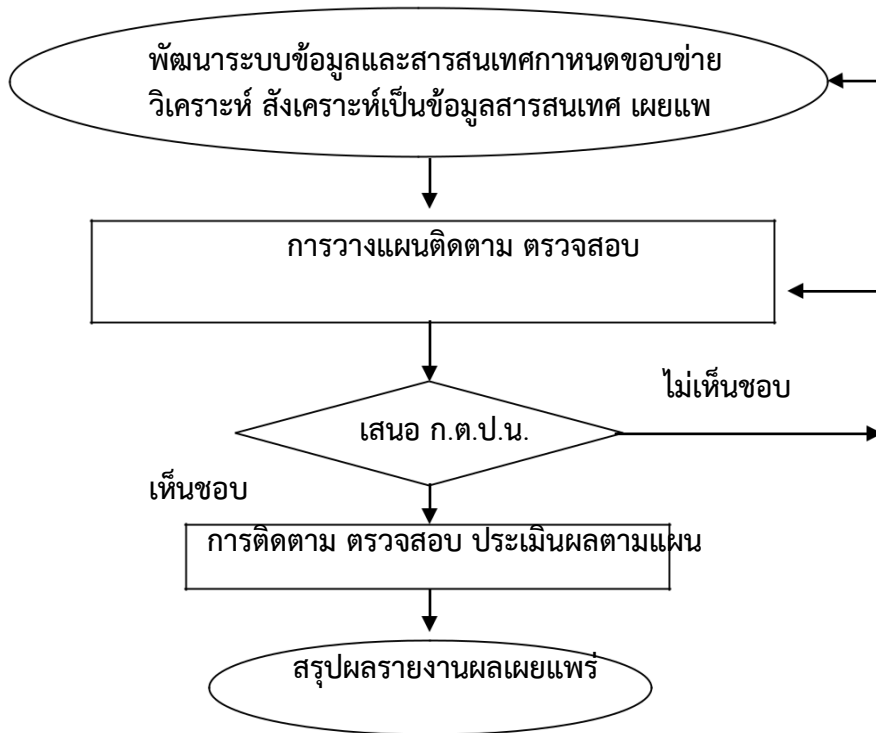 พัฒนาระบบข้อมูลและสารสนเทศกาหนดขอบข่าย
วิเคราะห์ สังเคราะห์เป็นข้อมูลสารสนเทศ เผยแพ
การวางแผนติดตาม ตรวจสอบ
ไม่เห็นชอบ
เสนอ ก.ต.ป.น.
เห็นชอบ
การติดตาม ตรวจสอบ ประเมินผลตามแผน
สรุปผลรายงานผลเผยแพร่